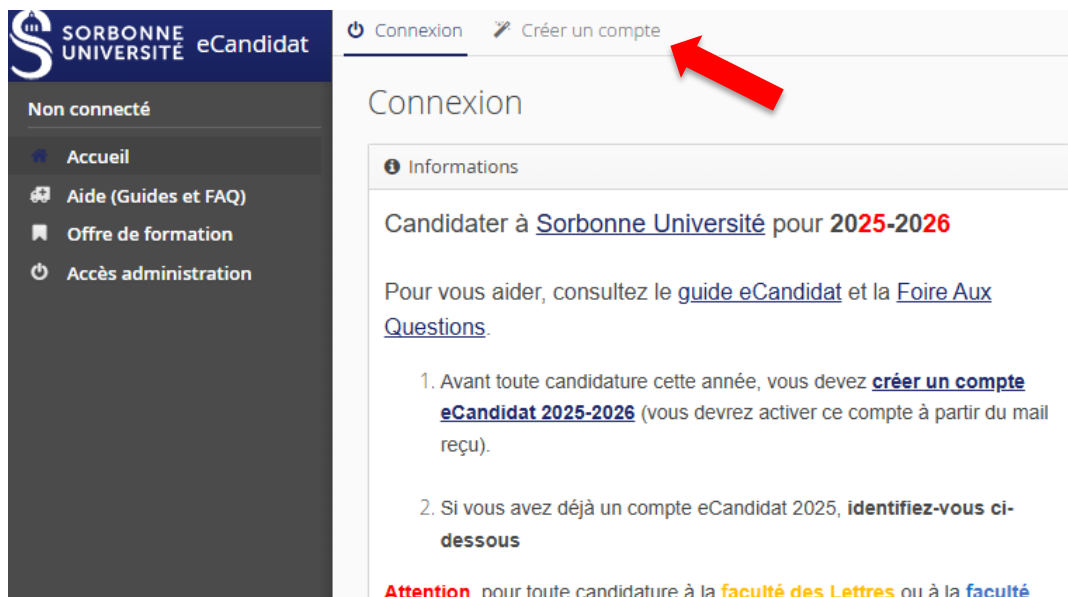 SORBONNE
UNIVERSITÉ eCandidat
Connexion Créer un compte
Non connecté
Accueil
Aide (Guides et FAQ)
Offre de formation
Accès administration
Connexion
Informations
Candidater à Sorbonne Université pour 2025-2026
Pour vous aider, consultez le guide eCandidat et la Foire Aux
Questions.
1. Avant toute candidature cette année, vous devez créer un compte
eCandidat 2025-2026 (vous devrez activer ce compte à partir du mail
reçu).
2. Si vous avez déjà un compte eCandidat 2025, identifiez-vous ci-
dessous
Attention, pour toute candidature à la faculté des Lettres ou à la faculté